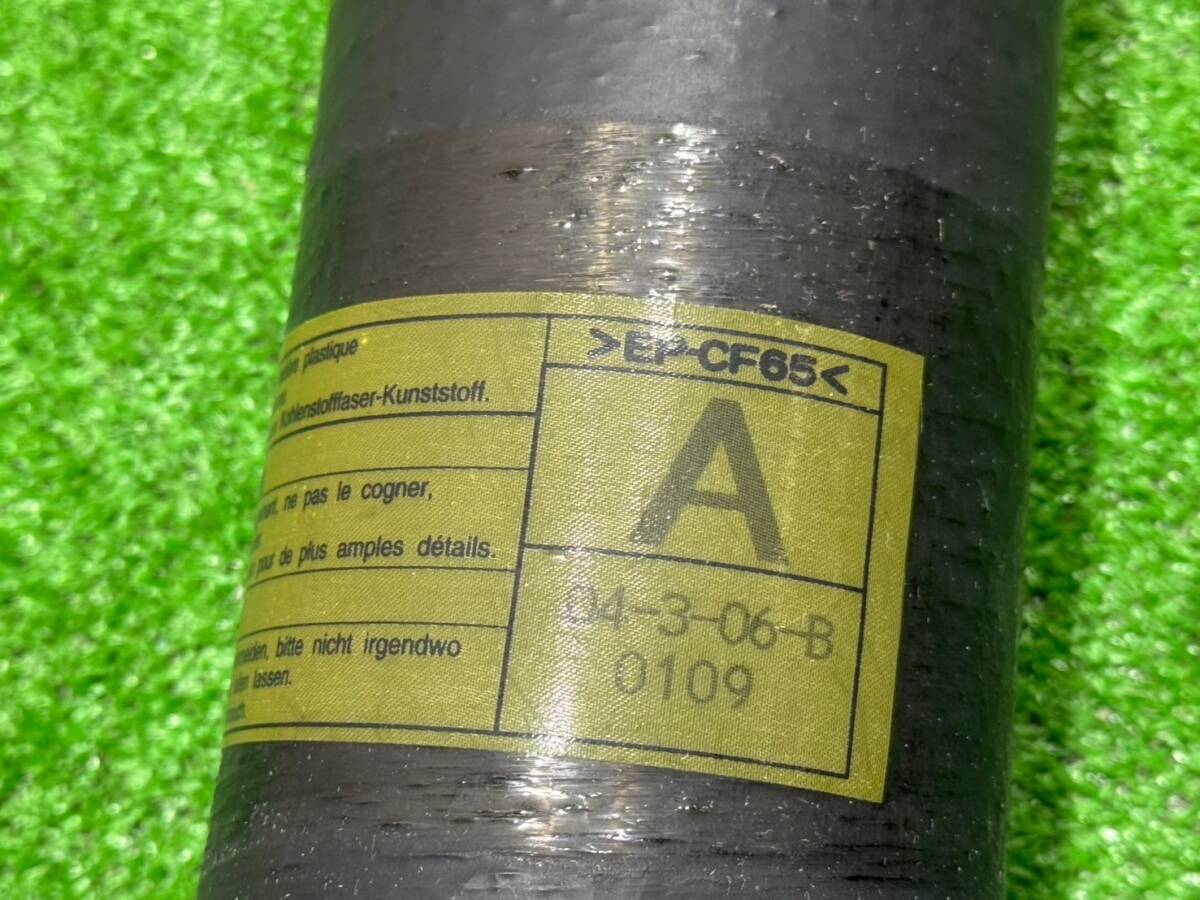 plastique
Kohlenstofffaser-Kunststoff.
ne pas le cogner,
pour de plus amples détails.
bitte nicht irgendwo
lassen.
>EP-CF65<
A
04-3-06-B
0109